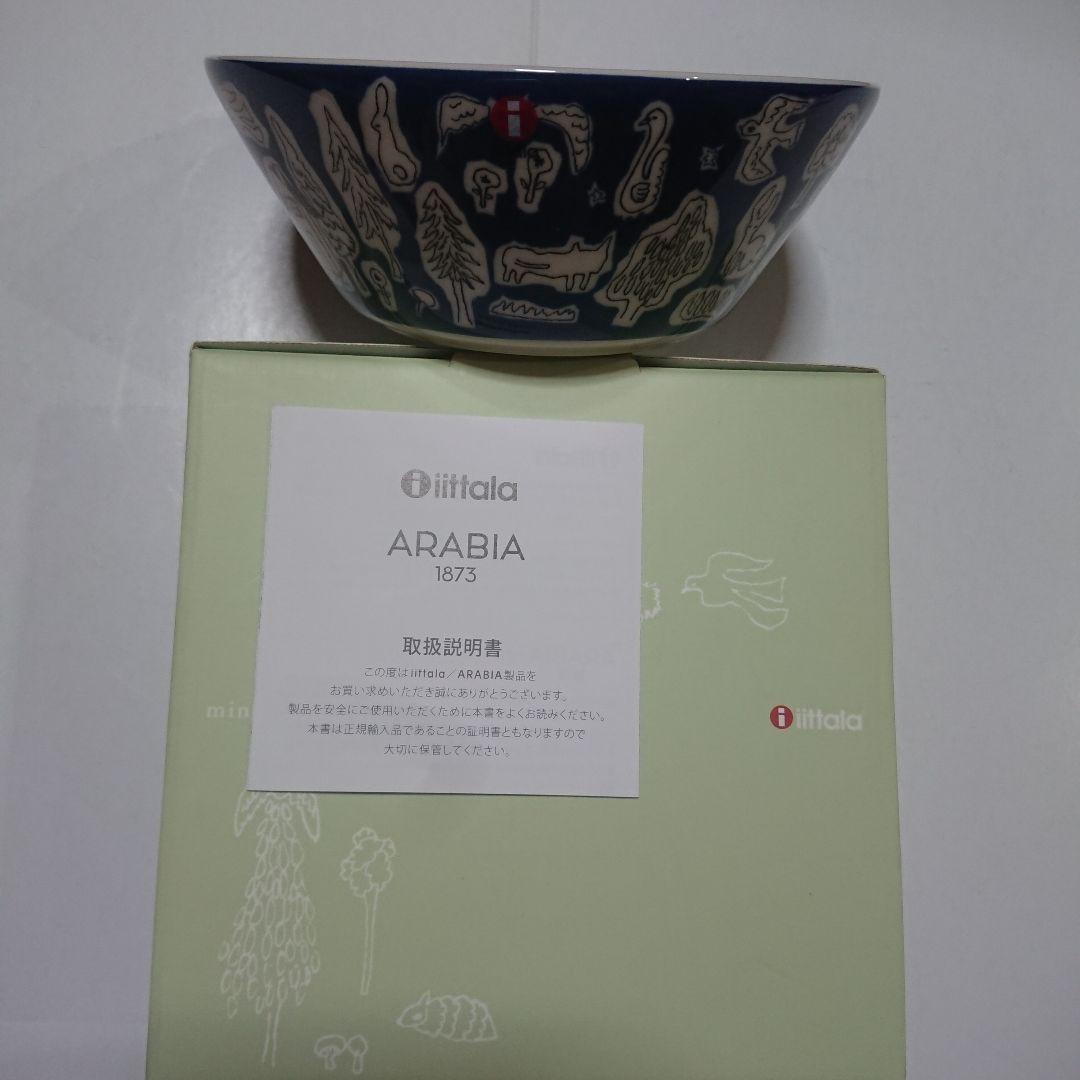 i
iittala
ARABIA
1873
取扱説明書
この度はiittala／ARABIA製品を
お買い求めいただき誠にありがとうございます。
製品を安全にご使用いただくために本書をよくお読みください。
本書は正規輸入品であることの証明書ともなりますので
大切に保管してください。
min
iittala